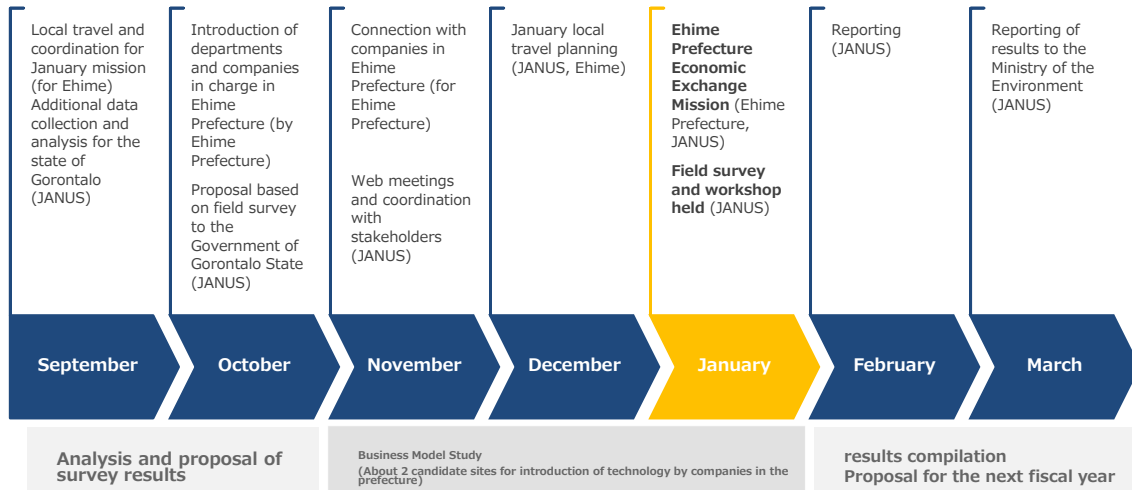 Local travel and
coordination for
January mission
(for Ehime)
Additional data
collection and
analysis for the
state of
Gorontalo
(JANUS)
Introduction of
departments
and companies
in charge in
Ehime
Prefecture (by
Ehime
Prefecture)
Proposal based
on field survey
to the
Government of
Gorontalo State
(JANUS)
Connection with
companies in
Ehime
Prefecture (for
Ehime
Prefecture)
Web meetings
and coordination
with
stakeholders
(JANUS)
January local
travel planning
(JANUS, Ehime)
Ehime
Prefecture
Economic
Exchange
Mission (Ehime
Prefecture,
JANUS)
Field survey
and workshop
held (JANUS)
Reporting
(JANUS)
Reporting of
results to the
Ministry of the
Environment
(JANUS)
September
October
November
December
January
February
March
Analysis and proposal of
survey results
Business Model Study
(About 2 candidate sites for introduction of technology by companies in the
prefecture)
results compilation
Proposal for the next fiscal year